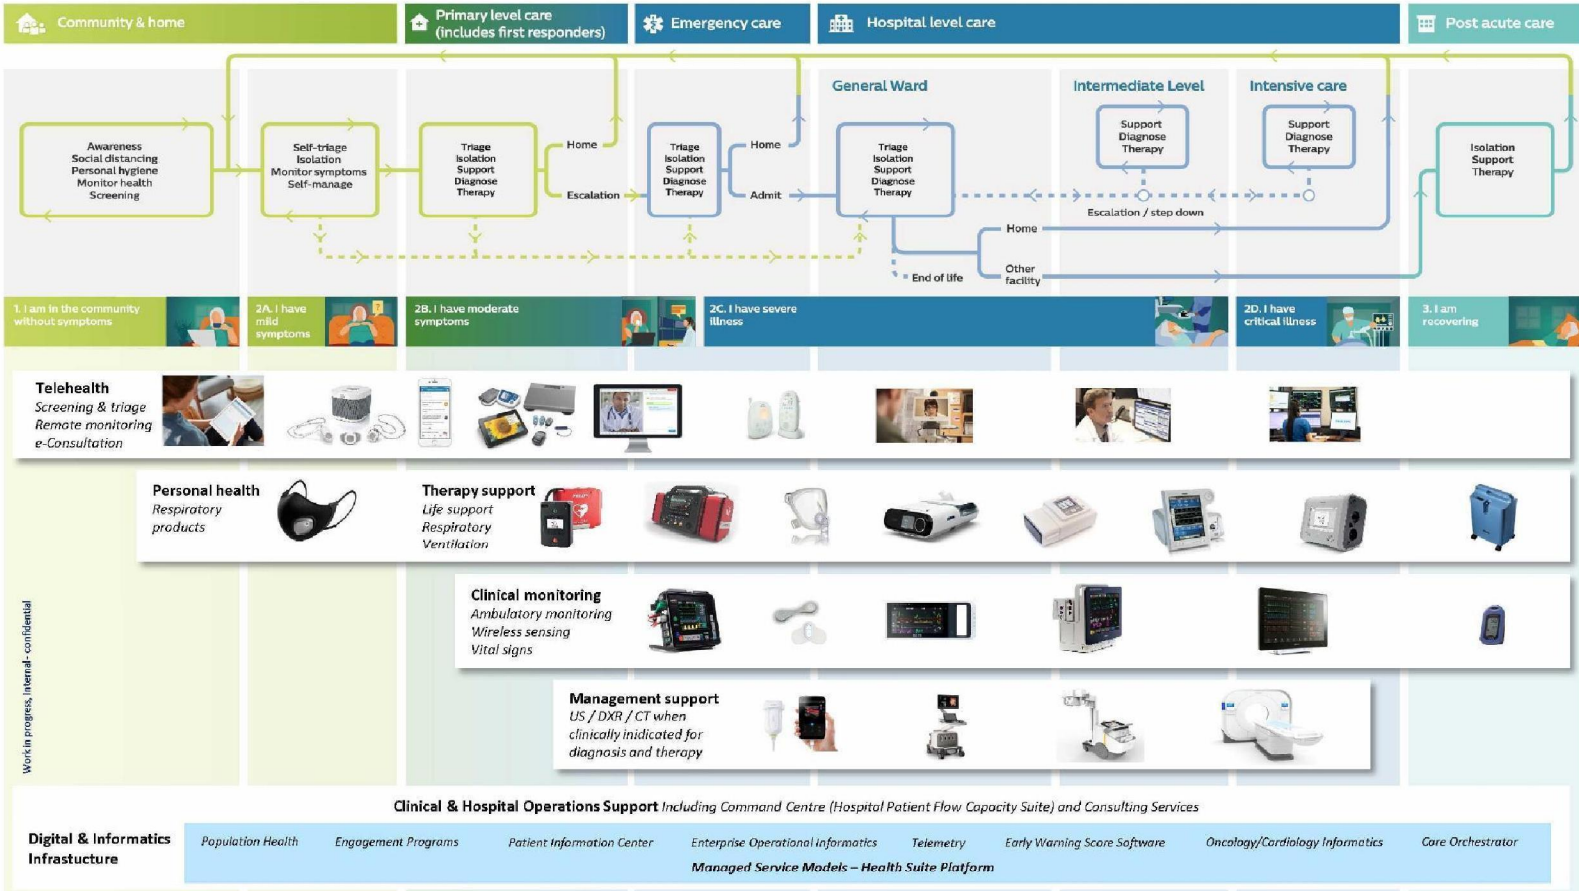 Community & home
Primary level care
(includes first responders)
Emergency care
Hospital level care
Post acute care
General Ward
Intermediate Level
Intensive care
Awareness
Social distancing
Personal hygiene
Monitor health
Screening
Self-triage
Isolation
Monitor symptoms
Self-manage
Triage
Isolation
Support
Diagnose
Therapy
Home
Escalation
Triage
Isolation
Support
Diagnose
Therapy
Home
Admit
Triage
Isolation
Support
Diagnose
Therapy
Support
Diagnose
Therapy
Support
Diagnose
Therapy
Isolation
Support
Therapy
Escalation / step down
Home
End of life
Other
facility
1. I am in the community
without symptoms
2A. I have
mild
symptoms
2B. I have moderate
symptoms
2C. I have severe
illness
2D. I have
critical illness
3. I am
recovering
Telehealth
Screening & triage
Remote monitoring
e-Consultation
Personal health
Respiratory
products
Therapy support
Life support
Respiratory
Ventilation
Clinical monitoring
Ambulatory monitoring
Wireless sensing
Vital signs
Management support
US / DXR / CT when
clinically inidicated for
diagnosis and therapy
Work in progress, Internal - confidential
Clinical & Hospital Operations Support Including Command Centre (Hospital Patient Flow Capacity Suite) and Consulting Services
Digital & Informatics
Infrastucture
Population Health
Engagement Programs
Patient Information Center
Enterprise Operational Informatics
Telemetry
Early Warning Score Software
Oncology/Cardiology Informatics
Care Orchestrator
Managed Service Models – Health Suite Platform